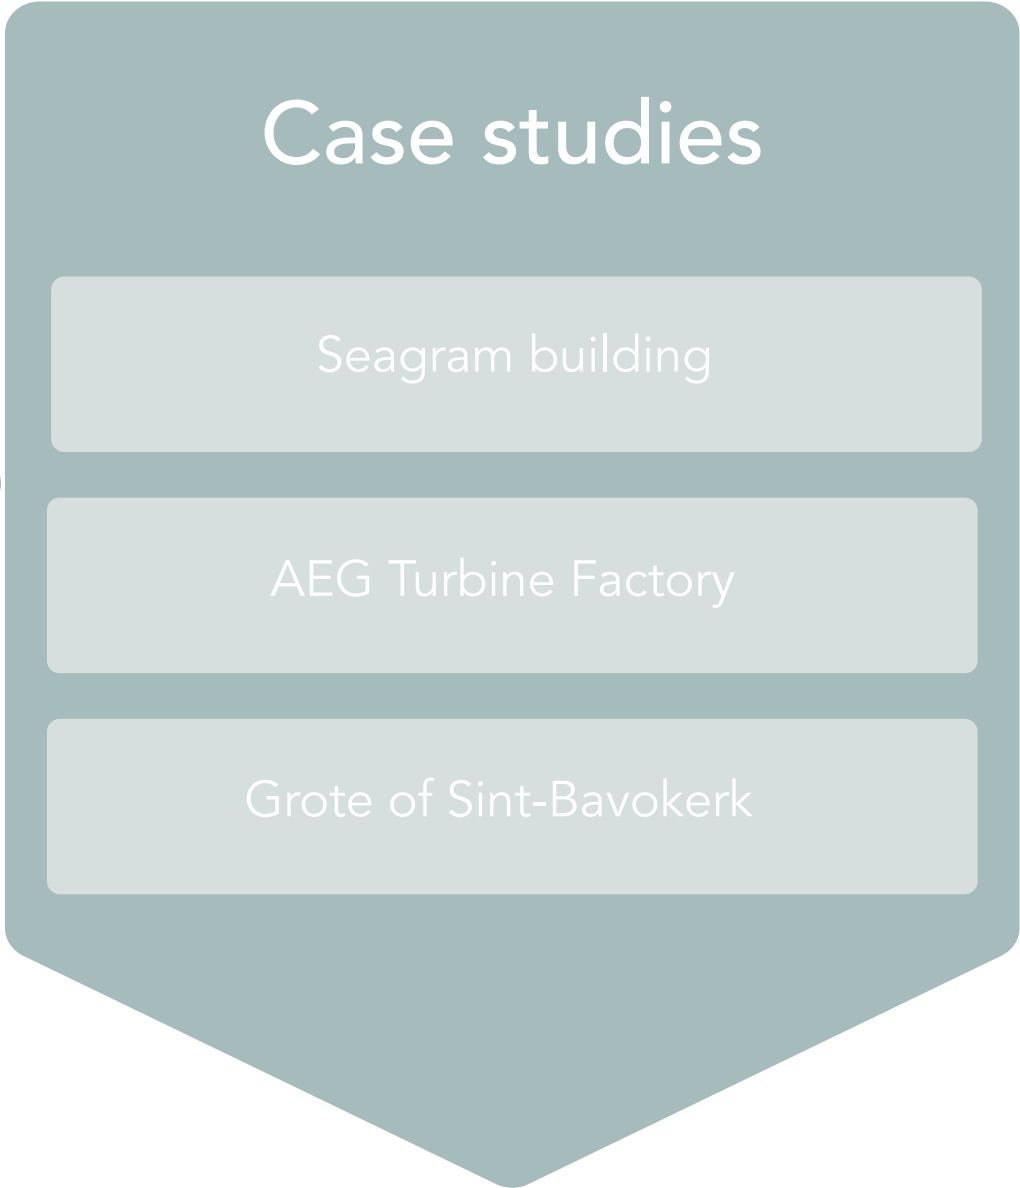 Case studies
Seagram building
AEG Turbine Factory
Grote of Sint-Bavokerk